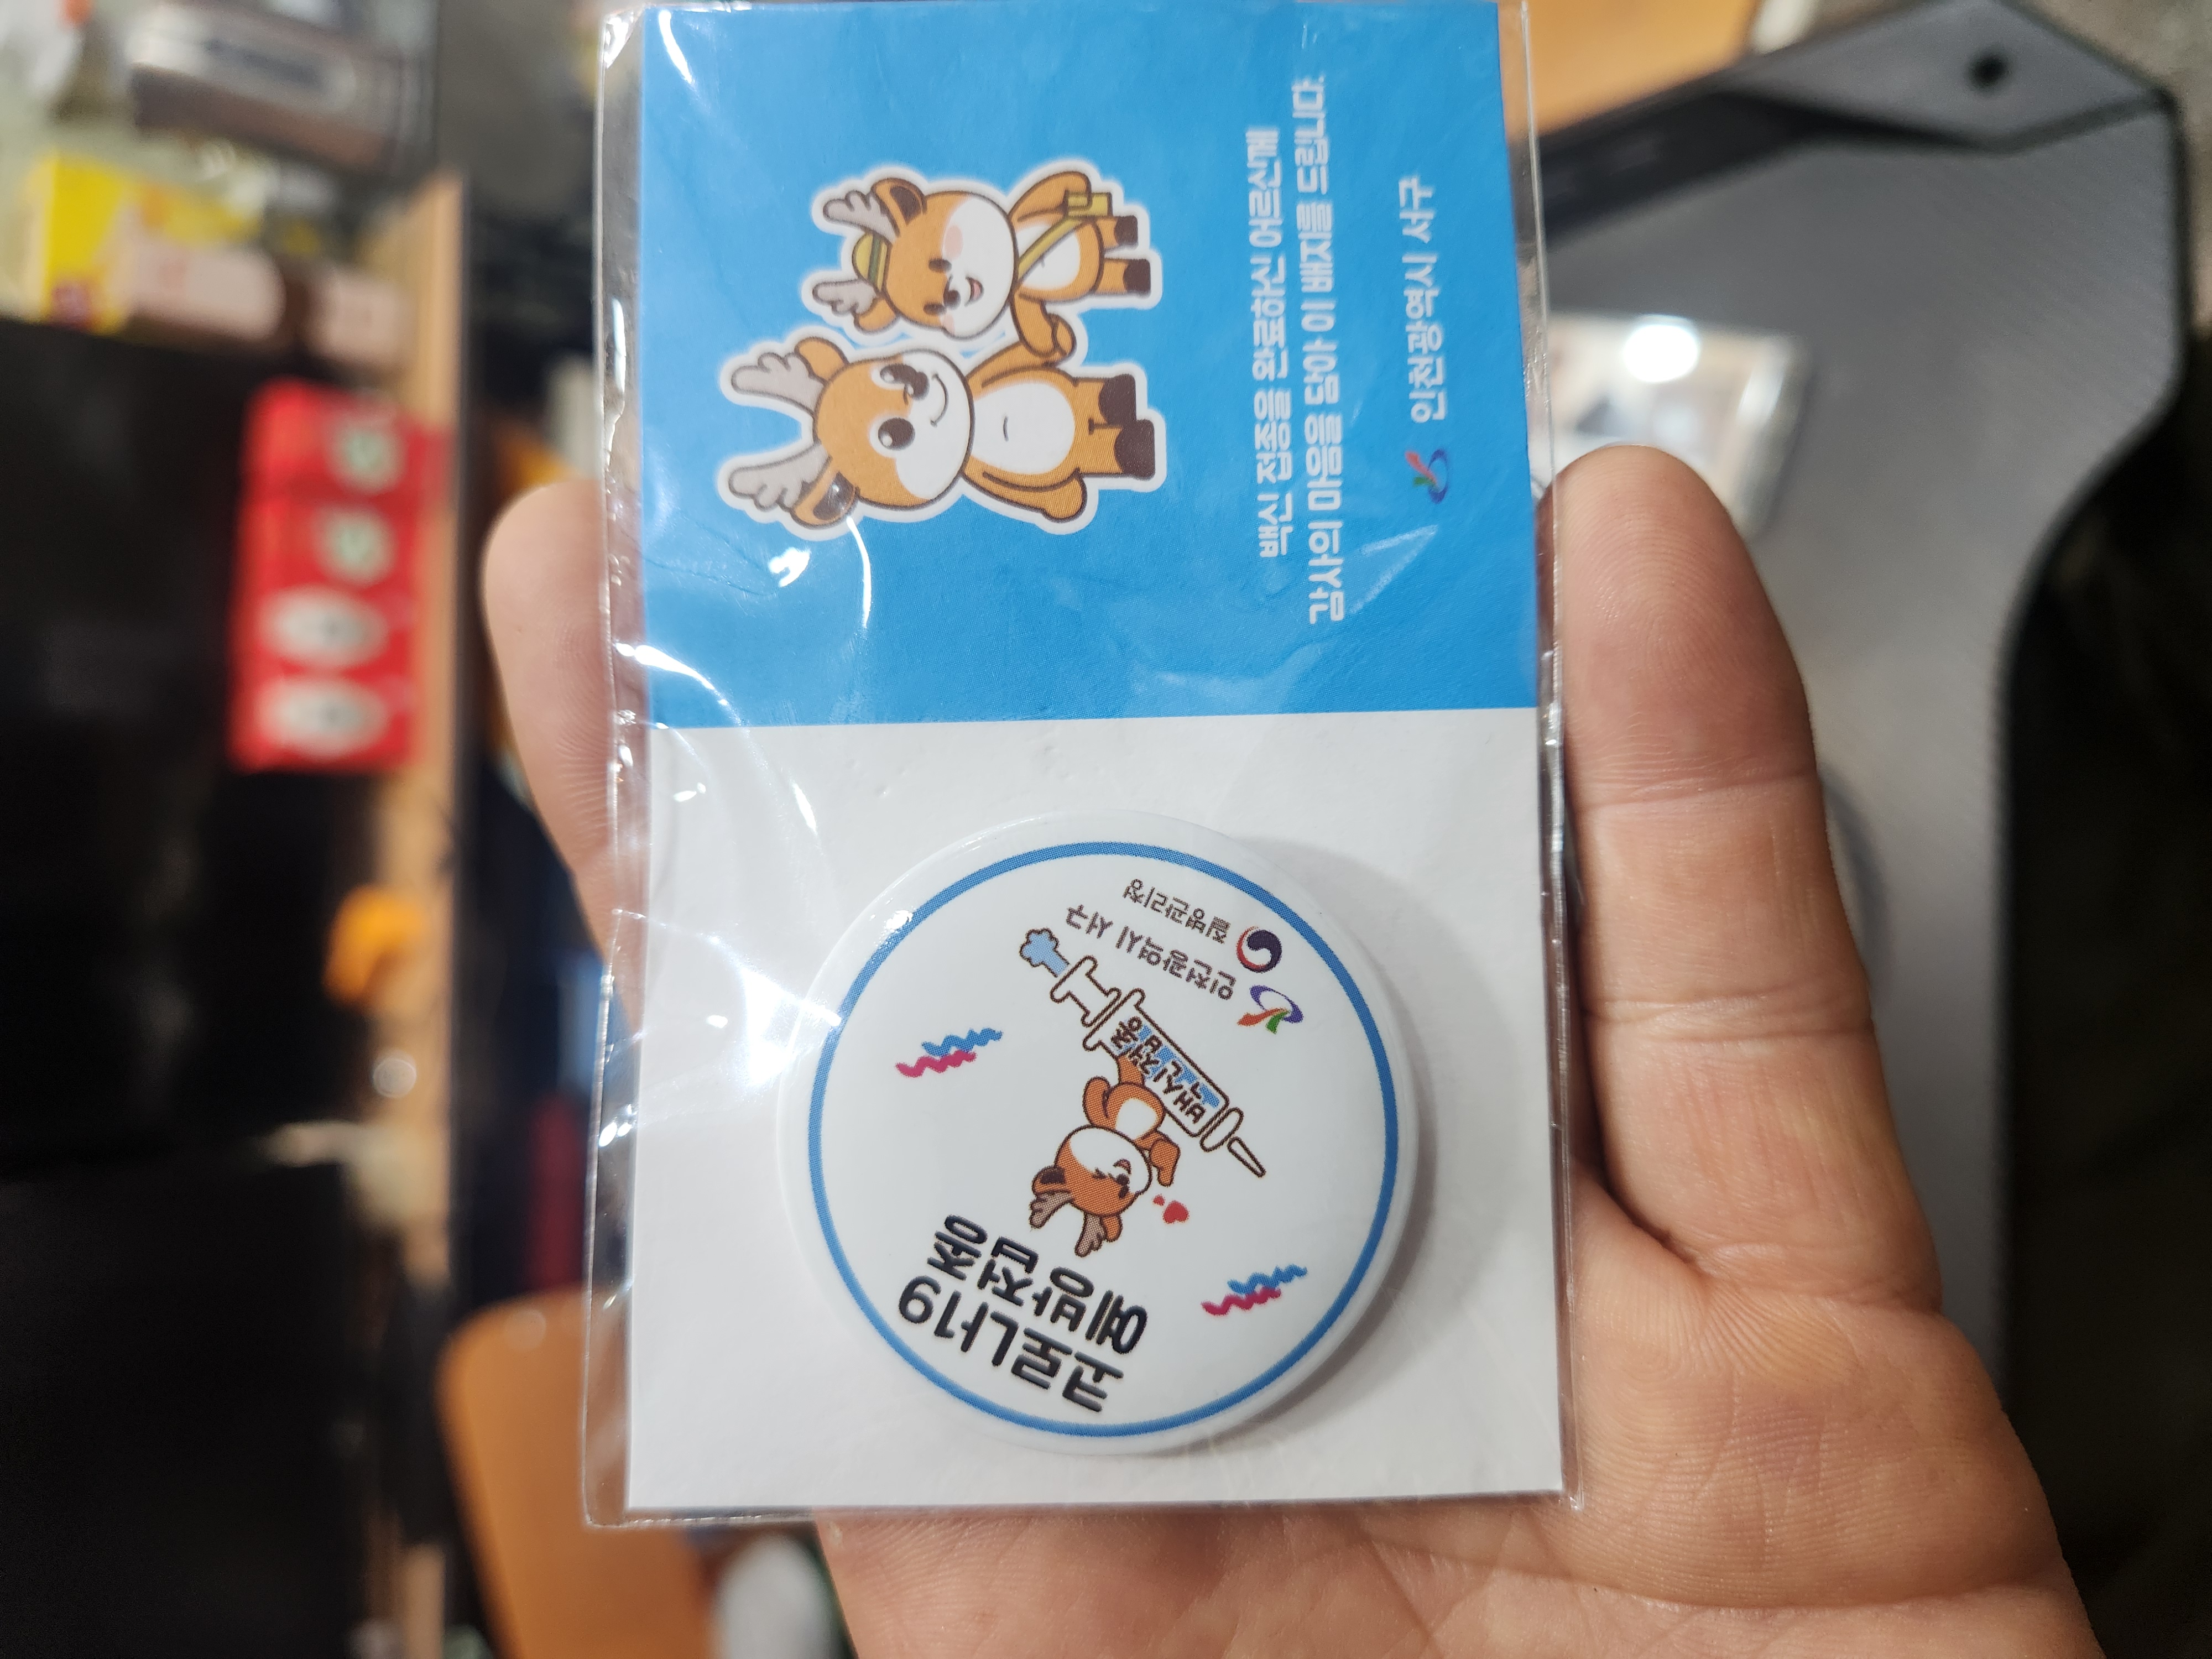 백신 접종을 완료하신 어르신께
감사의 마음을 담아 이 배지를 드립니다.
인천광역시 서구
코로나19
예방접종
백신접종
인천광역시 서구
질병관리청